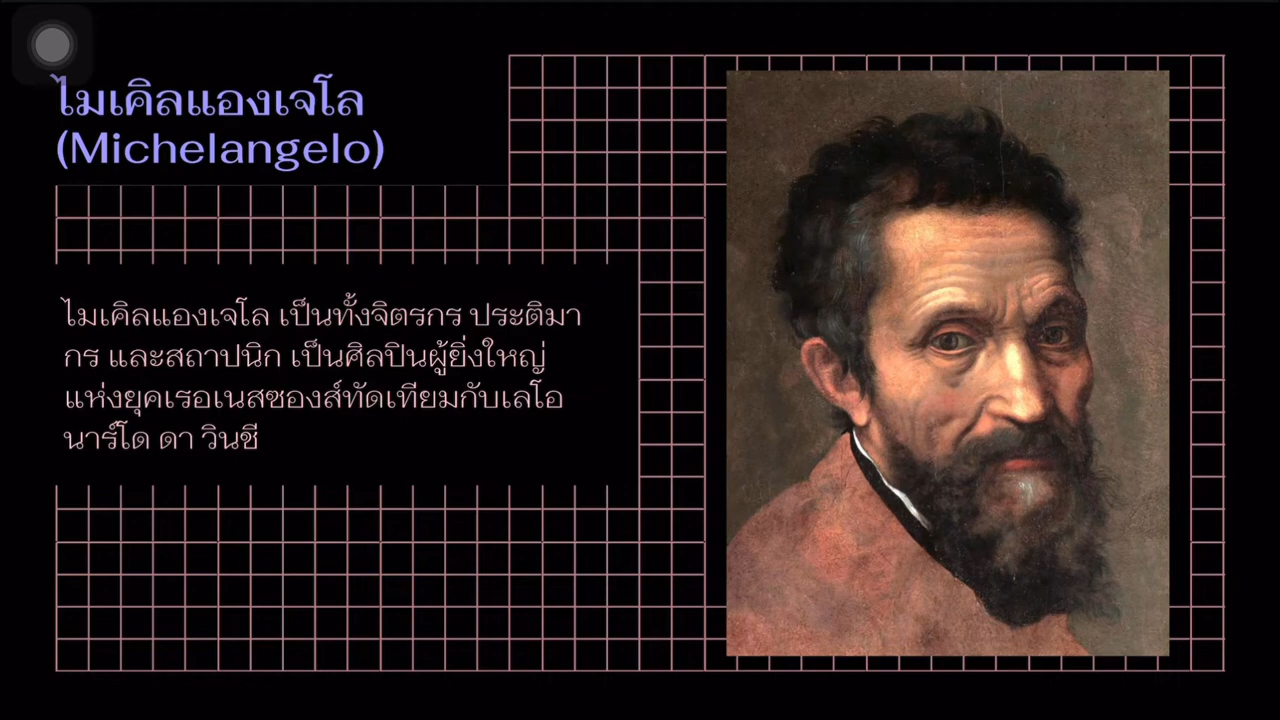 ไมเคิลแองเจโล
(Michelangelo)
ไมเคิลแองเจโล เป็นทั้งจิตรกร ประติมา
กร และสถาปนิก เป็นศิลปินผู้ยิ่งใหญ่
แห่งยุคเรอเนสซองส์ทัดเทียมกับเลโอ
นาร์โด ดา วินชี